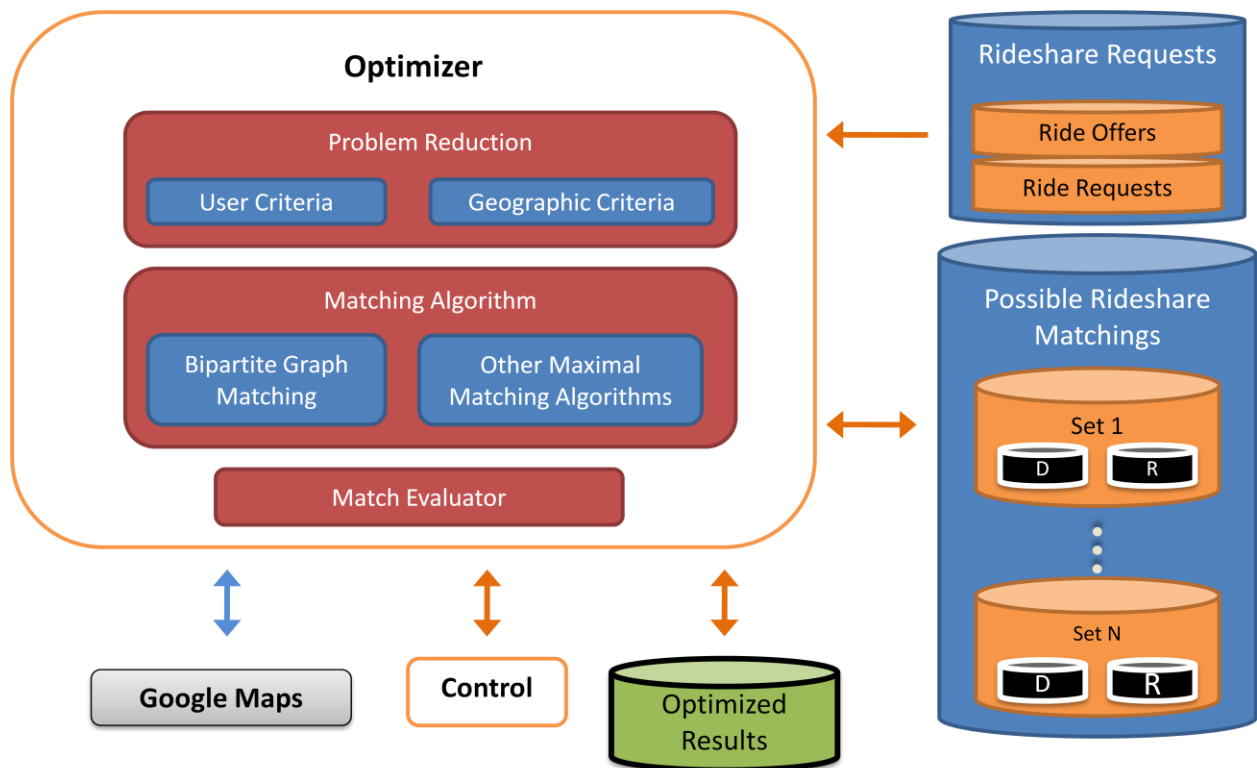 Optimizer
Problem Reduction
User Criteria
Geographic Criteria
Matching Algorithm
Bipartite Graph
Matching
Other Maximal
Matching Algorithms
Match Evaluator
Google Maps
Control
Optimized
Results
Rideshare Requests
Ride Offers
Ride Requests
Possible Rideshare
Matchings
Set 1
D
R
Set N
D
R